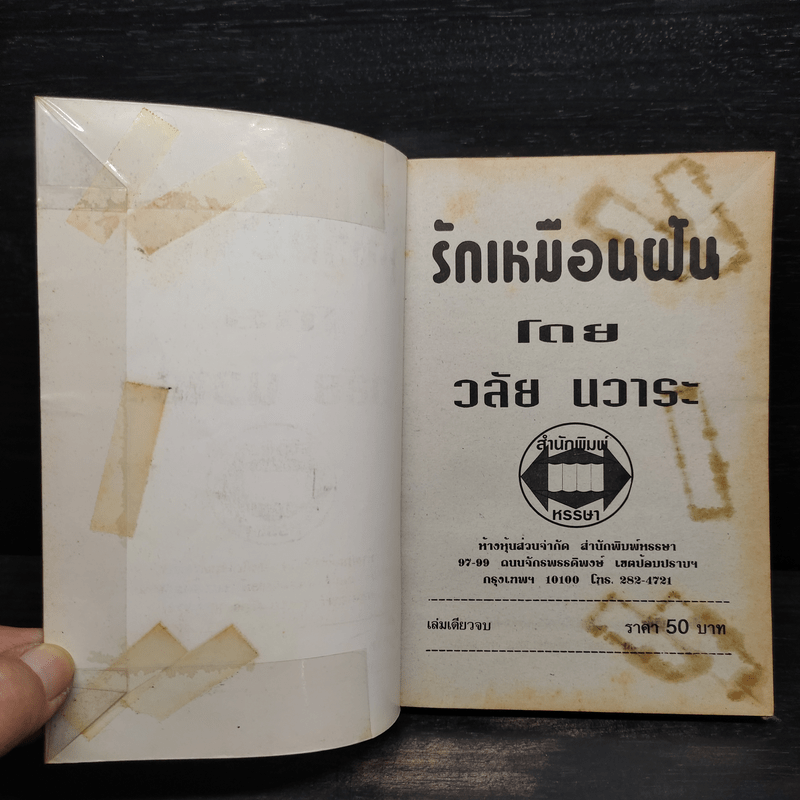 รักเหมือนฝัน
โดย
วลัย นวาระ
สำนักพิมพ์
หรรษา
ห้างหุ้นส่วนจำกัด สำนักพิมพ์หรรษา
97-99 ถนนจักรพรรดิพงษ์ เขตป้อมปราบฯ
กรุงเทพฯ 10100 โทร. 282-4721
เล่มเดียวจบ ราคา 50 บาท